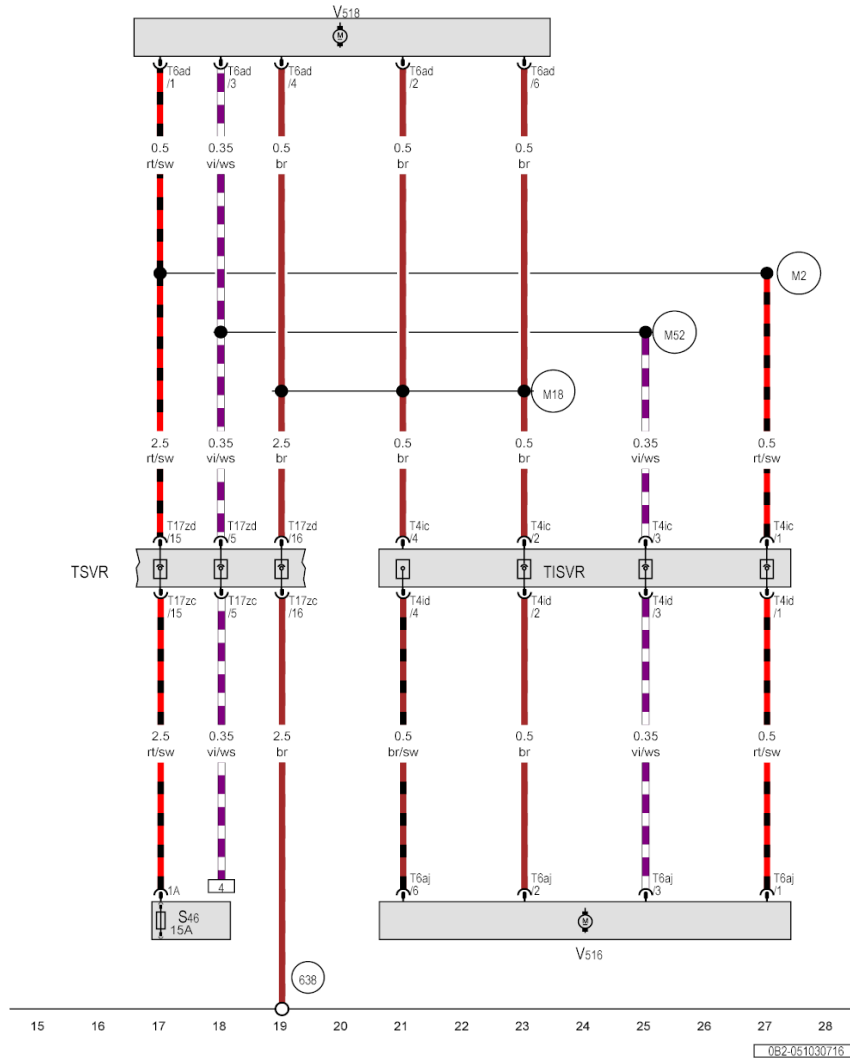 V518
M
T6ad T6ad T6ad T6ad T6ad
/1 /3 /4 /2 /6
0.5 0.35 0.5 0.5 0.5
rt/sw vi/ws br br br
M2
M52
M18
2.5 0.35 2.5 0.5 0.5 0.35 0.5
rt/sw vi/ws br br br vi/ws rt/sw
T17zd T17zd T17zd T4ic T4ic T4ic T4ic
/15 /5 /16 /4 /2 /3 /1
TSVR TISVR
T17zc T17zc T17zc T4id T4id T4id T4id
/15 /5 /16 /4 /2 /3 /1
2.5 0.35 2.5 0.5 0.5 0.35 0.5
rt/sw vi/ws br br/sw br vi/ws rt/sw
1A 4 T6aj T6aj T6aj T6aj
/6 /2 /3 /1
S46
15A
M
V516
638
15 16 17 18 19 20 21 22 23 24 25 26 27 28
0B2-051030716